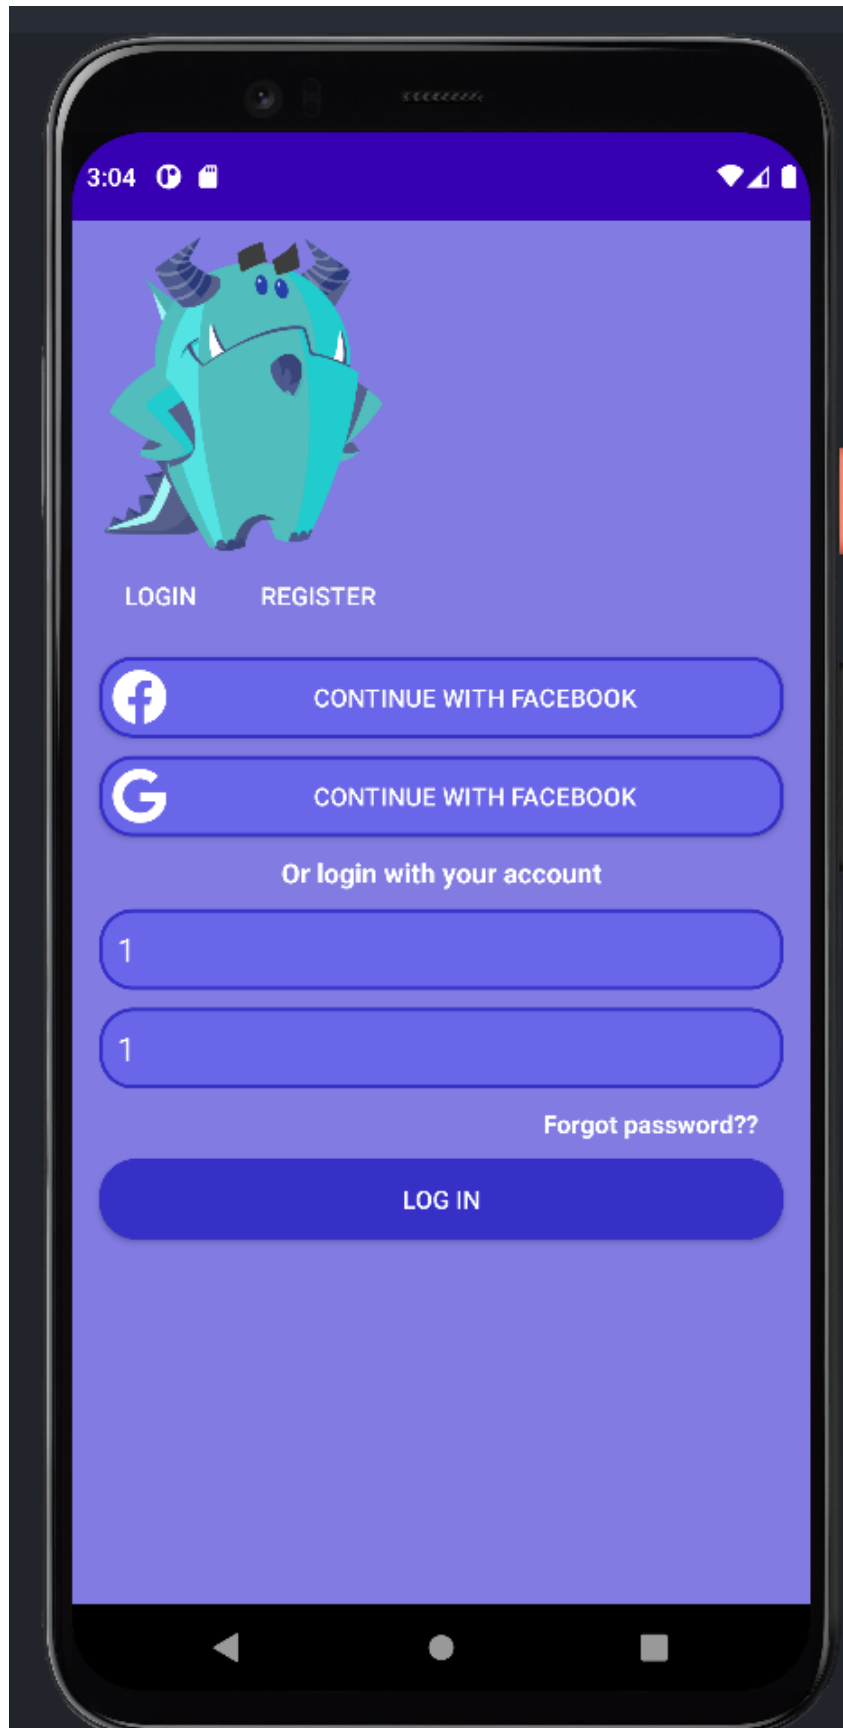 3:04
LOGIN REGISTER
CONTINUE WITH FACEBOOK
CONTINUE WITH FACEBOOK
Or login with your account
1
1
Forgot password??
LOG IN